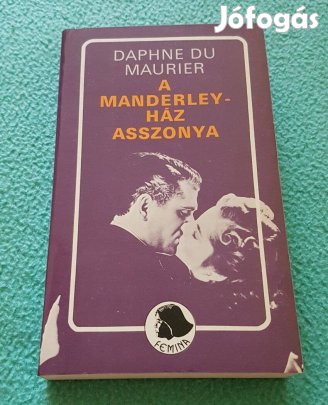 Jófogás
DAPHNE DU
MAURIER
A
MANDERLEY-
HÁZ
ASSZONYA
FEMINA